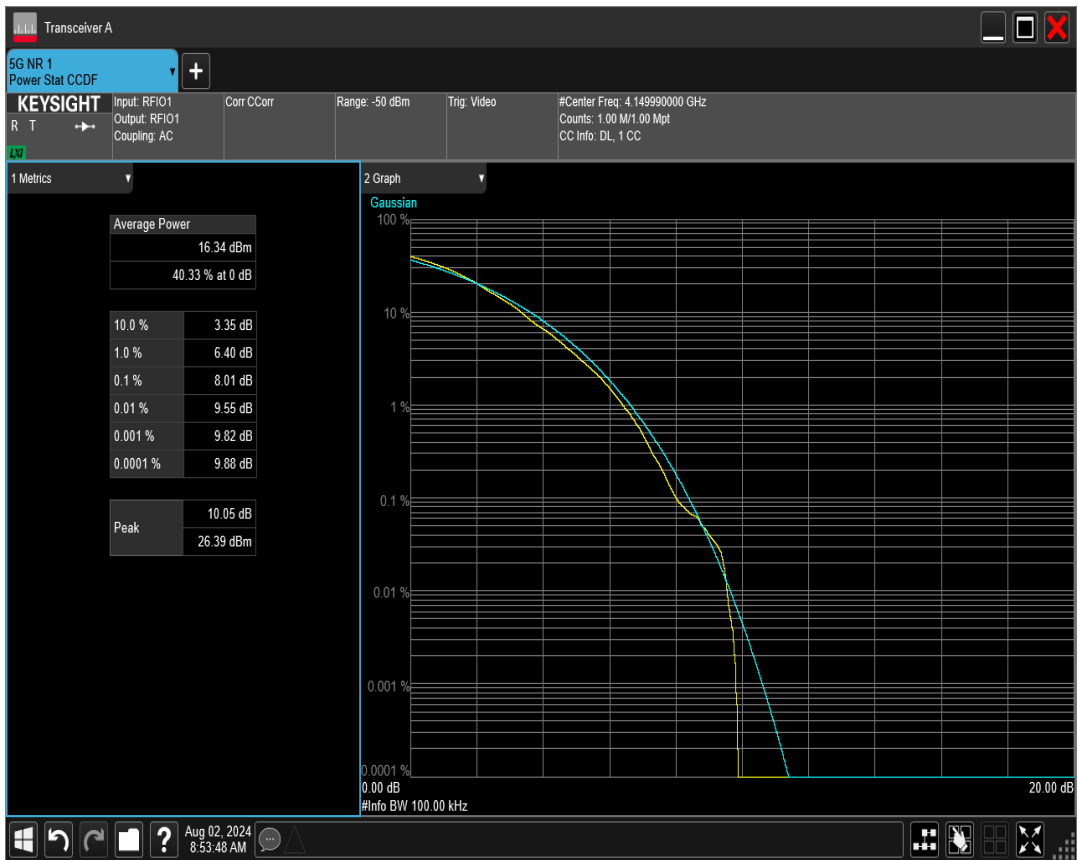 Transceiver A
5G NR 1
Power Stat CCDF
+
KEYSIGHT
R T
LXI
Input: RFIO1
Output: RFIO1
Coupling: AC
Corr CCorr
Range: -50 dBm
Trig: Video
#Center Freq: 4.149990000 GHz
Counts: 1.00 M/1.00 Mpt
CC Info: DL, 1 CC
1 Metrics
Average Power
16.34 dBm
40.33 % at 0 dB
10.0 % 3.35 dB
1.0 % 6.40 dB
0.1 % 8.01 dB
0.01 % 9.55 dB
0.001 % 9.82 dB
0.0001 % 9.88 dB
Peak
10.05 dB
26.39 dBm
2 Graph
Gaussian
100 %
10 %
1 %
0.1 %
0.01 %
0.001 %
0.0001 %
0.00 dB 20.00 dB
#Info BW 100.00 kHz
?
Aug 02, 2024
8:53:48 AM